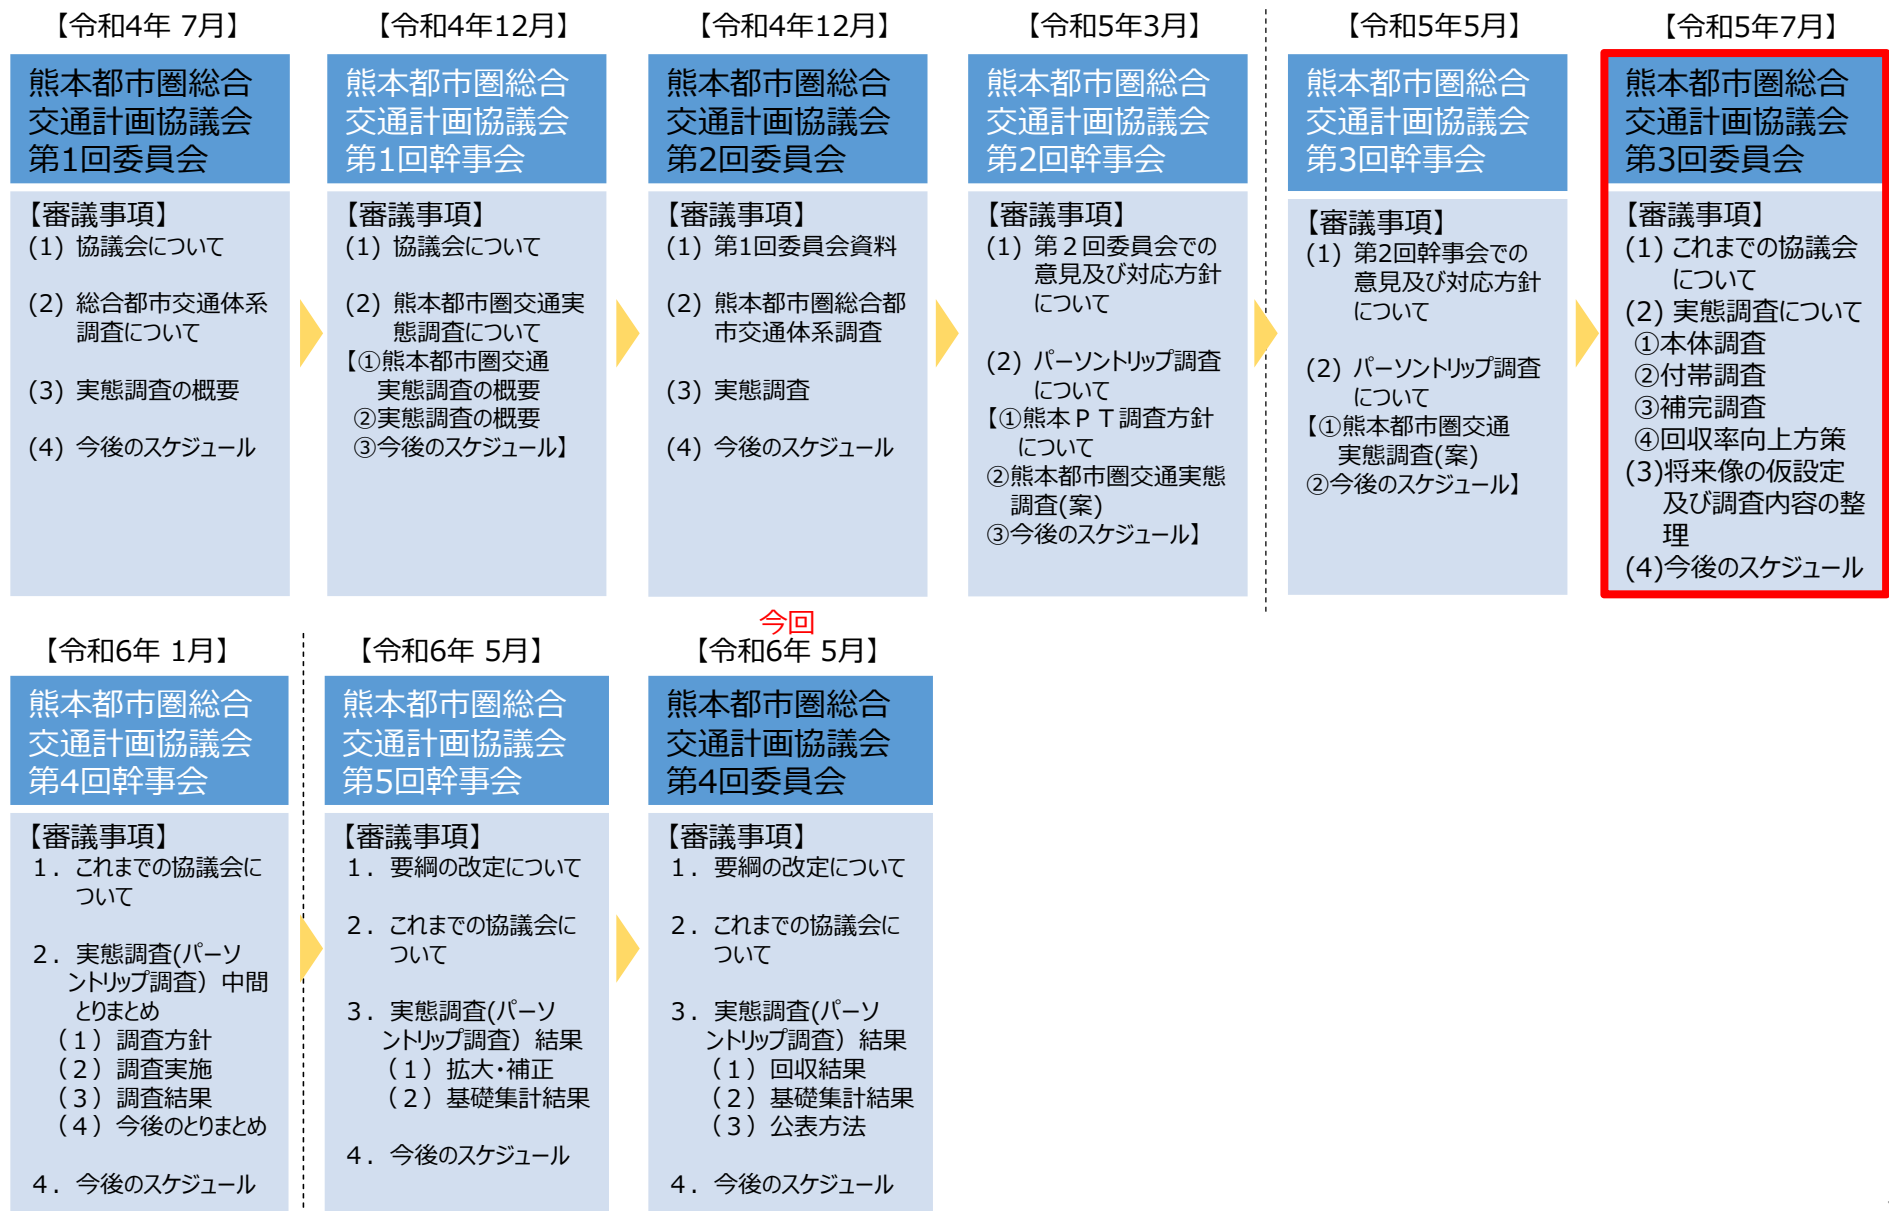 【令和4年 7月】
熊本都市圏総合
交通計画協議会
第1回委員会
【審議事項】
(1) 協議会について
(2) 総合都市交通体系
調査について
(3) 実態調査の概要
(4) 今後のスケジュール
【令和4年12月】
熊本都市圏総合
交通計画協議会
第1回幹事会
【審議事項】
(1) 協議会について
(2) 熊本都市圏交通実
態調査について
【①熊本都市圏交通
実態調査の概要
②実態調査の概要
③今後のスケジュール】
【令和4年12月】
熊本都市圏総合
交通計画協議会
第2回委員会
【審議事項】
(1) 第1回委員会資料
(2) 熊本都市圏総合都
市交通体系調査
(3) 実態調査
(4) 今後のスケジュール
【令和5年3月】
熊本都市圏総合
交通計画協議会
第2回幹事会
【審議事項】
(1) 第２回委員会での
意見及び対応方針
について
(2) パーソントリップ調査
について
【①熊本ＰＴ調査方針
について
②熊本都市圏交通実態
調査(案)
③今後のスケジュール】
【令和5年5月】
熊本都市圏総合
交通計画協議会
第3回幹事会
【審議事項】
(1) 第2回幹事会での
意見及び対応方針
について
(2) パーソントリップ調査
について
【①熊本都市圏交通
実態調査(案)
②今後のスケジュール】
【令和5年7月】
熊本都市圏総合
交通計画協議会
第3回委員会
【審議事項】
(1) これまでの協議会
について
(2) 実態調査について
①本体調査
②付帯調査
③補完調査
④回収率向上方策
(3)将来像の仮設定
及び調査内容の整
理
(4)今後のスケジュール
【令和6年 1月】
熊本都市圏総合
交通計画協議会
第4回幹事会
【審議事項】
１．これまでの協議会に
ついて
２．実態調査(パーソ
ントリップ調査）中間
とりまとめ
（１）調査方針
（２）調査実施
（３）調査結果
（４）今後のとりまとめ
４．今後のスケジュール
【令和6年 5月】
熊本都市圏総合
交通計画協議会
第5回幹事会
【審議事項】
１．要綱の改定について
２．これまでの協議会に
ついて
３．実態調査(パーソ
ントリップ調査）結果
（１）拡大・補正
（２）基礎集計結果
４．今後のスケジュール
今回
【令和6年 5月】
熊本都市圏総合
交通計画協議会
第4回委員会
【審議事項】
１．要綱の改定について
２．これまでの協議会に
ついて
３．実態調査(パーソ
ントリップ調査）結果
（１）回収結果
（２）基礎集計結果
（３）公表方法
４．今後のスケジュール